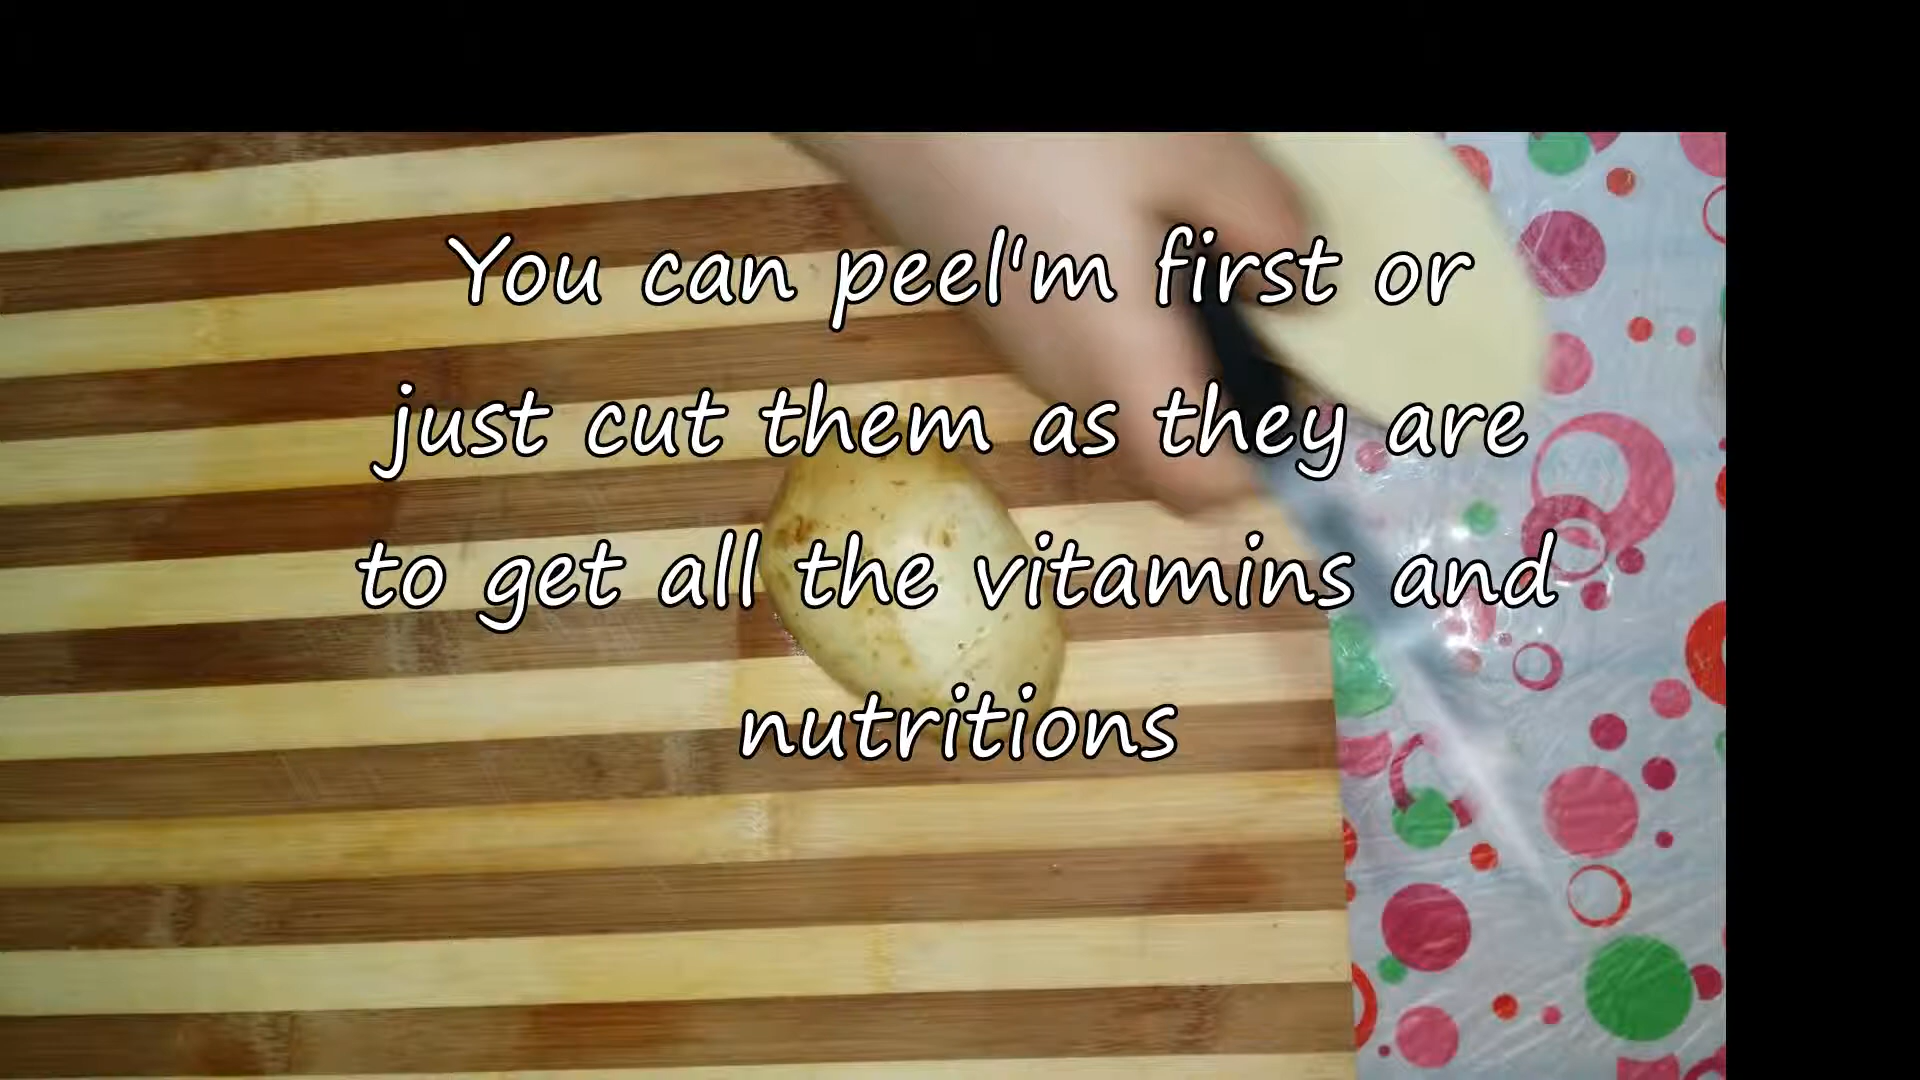 You can peel'm first or
just cut them as they are
to get all the vitamins and
nutritions